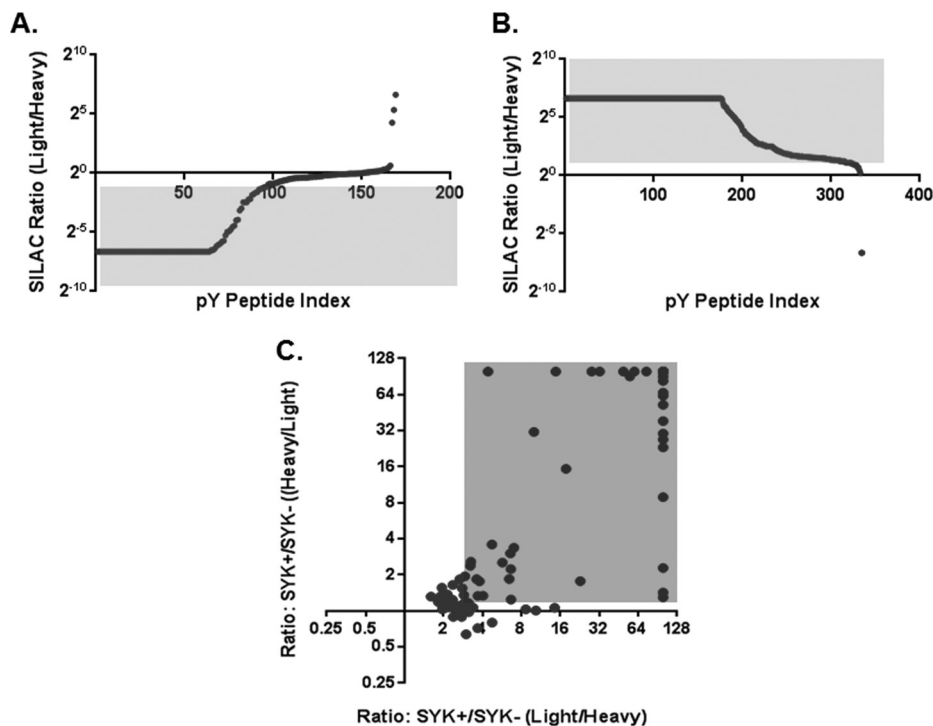 A.
SILAC Ratio (Light/Heavy)
2^10
2^5
2^0
2^-5
2^-10
50 100 150 200
pY Peptide Index
B.
SILAC Ratio (Light/Heavy)
2^10
2^5
2^0
2^-5
2^-10
100 200 300 400
pY Peptide Index
C.
Ratio: SYK+/SYK- ((Heavy/Light)
128
64
32
16
8
4
2
0.5
0.25
0.25 0.5 2 4 8 16 32 64 128
Ratio: SYK+/SYK- (Light/Heavy)